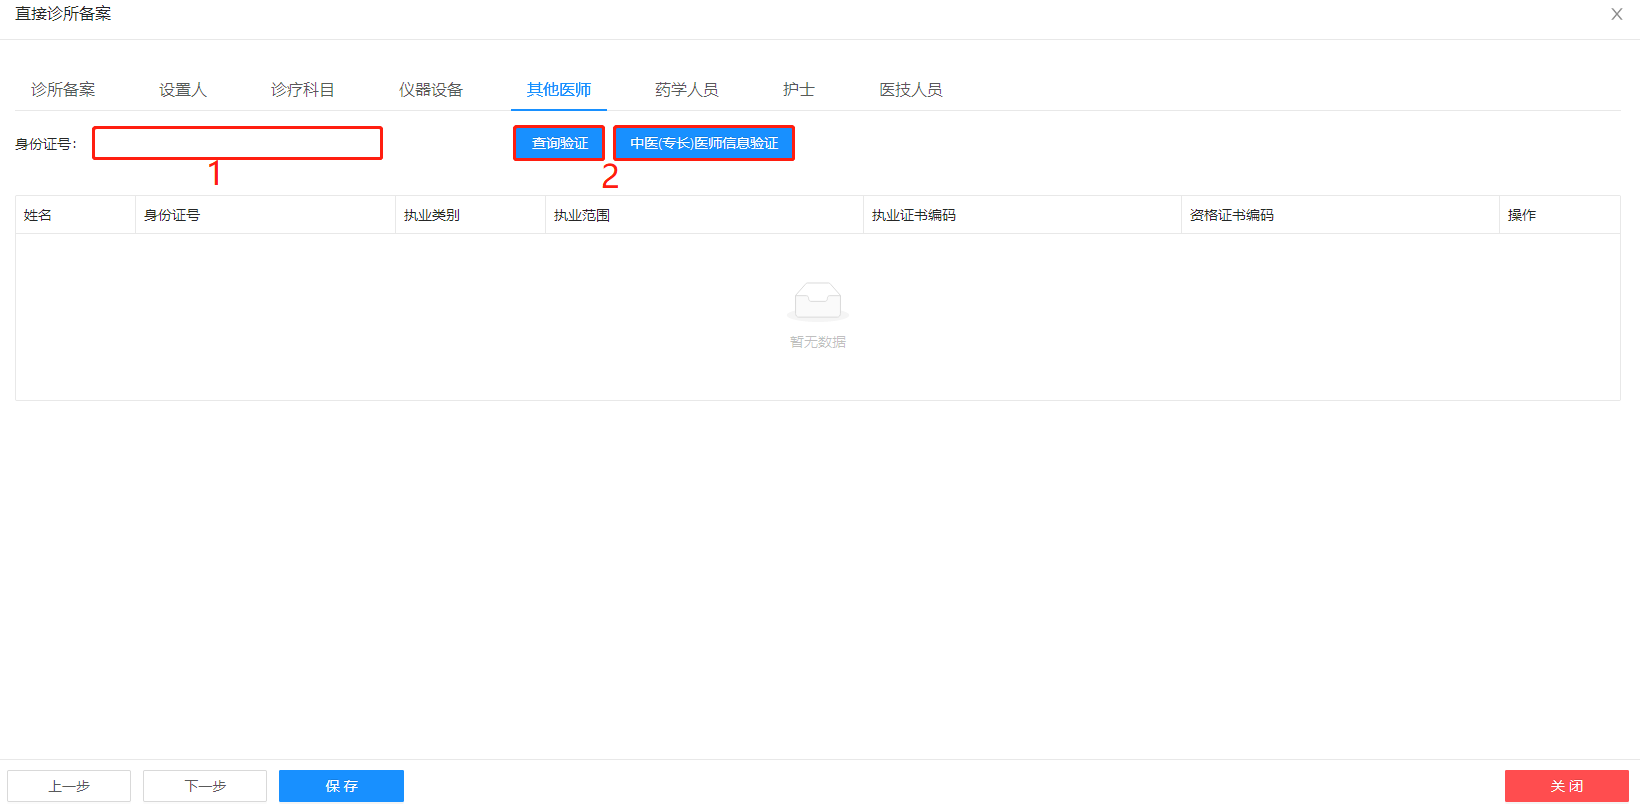 直接诊所备案
诊所备案 设置人 诊疗科目 仪器设备 其他医师 药学人员 护士 医技人员
身份证号: 查询验证 中医(专长)医师信息验证
1 2
姓名 身份证号 执业类别 执业范围 执业证书编码 资格证书编码 操作
暂无数据
上一步 下一步 保存 关闭